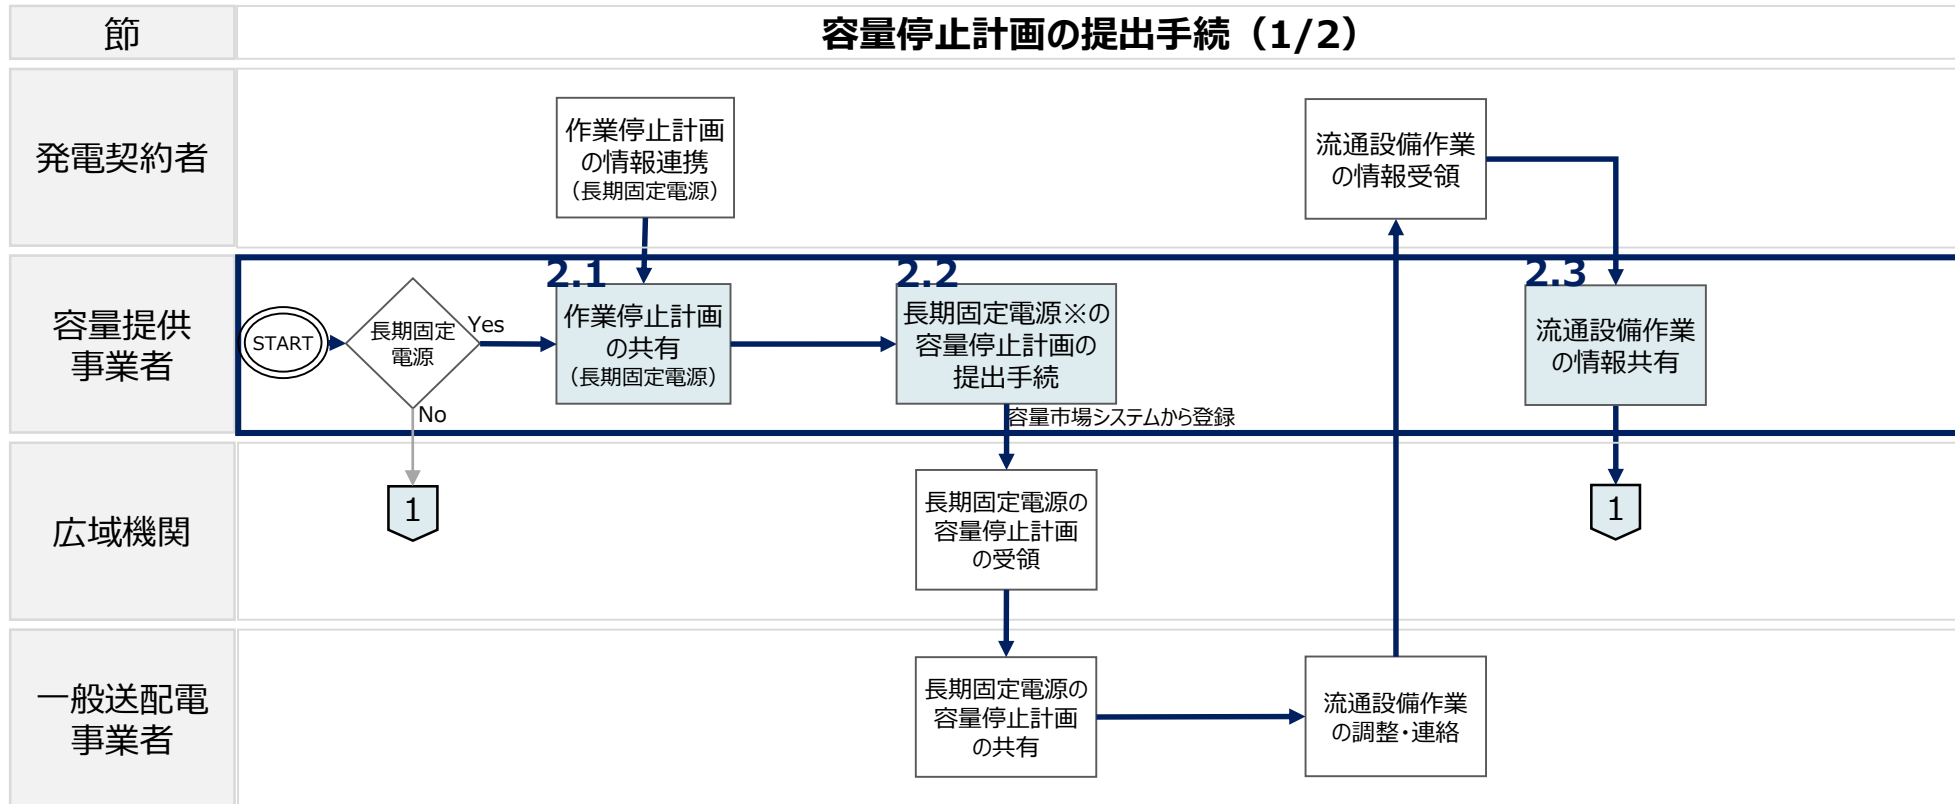 節
容量停止計画の提出手続（1/2）
発電契約者
作業停止計画
の情報連携
（長期固定電源）
流通設備作業
の情報受領
容量提供
事業者
START
長期固定
電源
Yes
No
2.1
作業停止計画
の共有
（長期固定電源）
2.2
長期固定電源※の
容量停止計画の
提出手続
容量市場システムから登録
2.3
流通設備作業
の情報共有
広域機関
1
長期固定電源の
容量停止計画
の受領
1
一般送配電
事業者
長期固定電源の
容量停止計画
の共有
流通設備作業
の調整・連絡